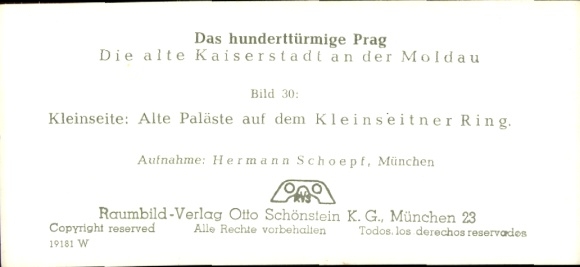 Das hunderttürmige Prag
Die alte Kaiserstadt an der Moldau
Bild 30:
Kleinseite: Alte Paläste auf dem Kleinseitner Ring.
Aufnahme: Hermann Schoepf, München
RVS
Raumbild-Verlag Otto Schönstein K. G., München 23
Copyright reserved Alle Rechte vorbehalten Todos los derechos reservados
19181 W